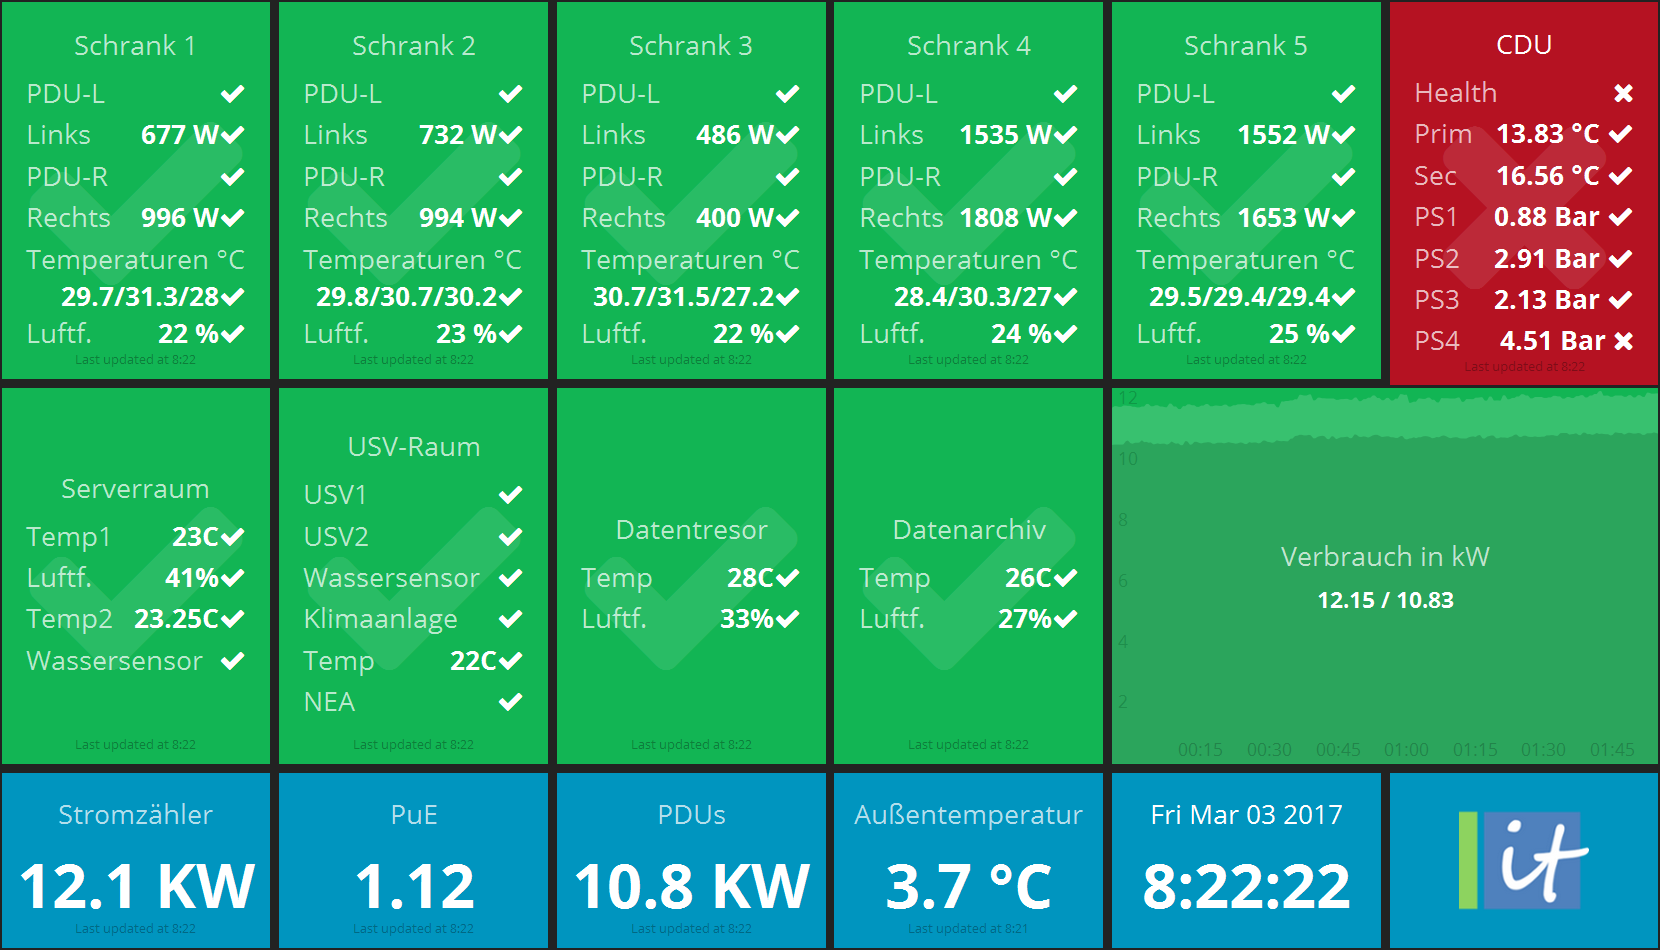 Schrank 1
PDU-L
Links 677 W
PDU-R
Rechts 996 W
Temperaturen °C
29.7/31.3/28
Luftf. 22 %
Last updated at 8:22
Schrank 2
PDU-L
Links 732 W
PDU-R
Rechts 994 W
Temperaturen °C
29.8/30.7/30.2
Luftf. 23 %
Last updated at 8:22
Schrank 3
PDU-L
Links 486 W
PDU-R
Rechts 400 W
Temperaturen °C
30.7/31.5/27.2
Luftf. 22 %
Last updated at 8:22
Schrank 4
PDU-L
Links 1535 W
PDU-R
Rechts 1808 W
Temperaturen °C
28.4/30.3/27
Luftf. 24 %
Last updated at 8:22
Schrank 5
PDU-L
Links 1552 W
PDU-R
Rechts 1653 W
Temperaturen °C
29.5/29.4/29.4
Luftf. 25 %
Last updated at 8:22
CDU
Health
Prim 13.83 °C
Sec 16.56 °C
PS1 0.88 Bar
PS2 2.91 Bar
PS3 2.13 Bar
PS4 4.51 Bar
Last updated at 8:22
Serverraum
Temp1 23C
Luftf. 41%
Temp2 23.25C
Wassersensor
Last updated at 8:22
USV-Raum
USV1
USV2
Wassersensor
Klimaanlage
Temp 22C
NEA
Last updated at 8:22
Datentresor
Temp 28C
Luftf. 33%
Last updated at 8:22
Datenarchiv
Temp 26C
Luftf. 27%
Last updated at 8:22
12
10
8
6
4
2
Verbrauch in kW
12.15 / 10.83
00:15 00:30 00:45 01:00 01:15 01:30 01:45
Stromzähler
12.1 KW
Last updated at 8:22
PuE
1.12
Last updated at 8:22
PDUs
10.8 KW
Last updated at 8:22
Außentemperatur
3.7 °C
Last updated at 8:21
Fri Mar 03 2017
8:22:22
it